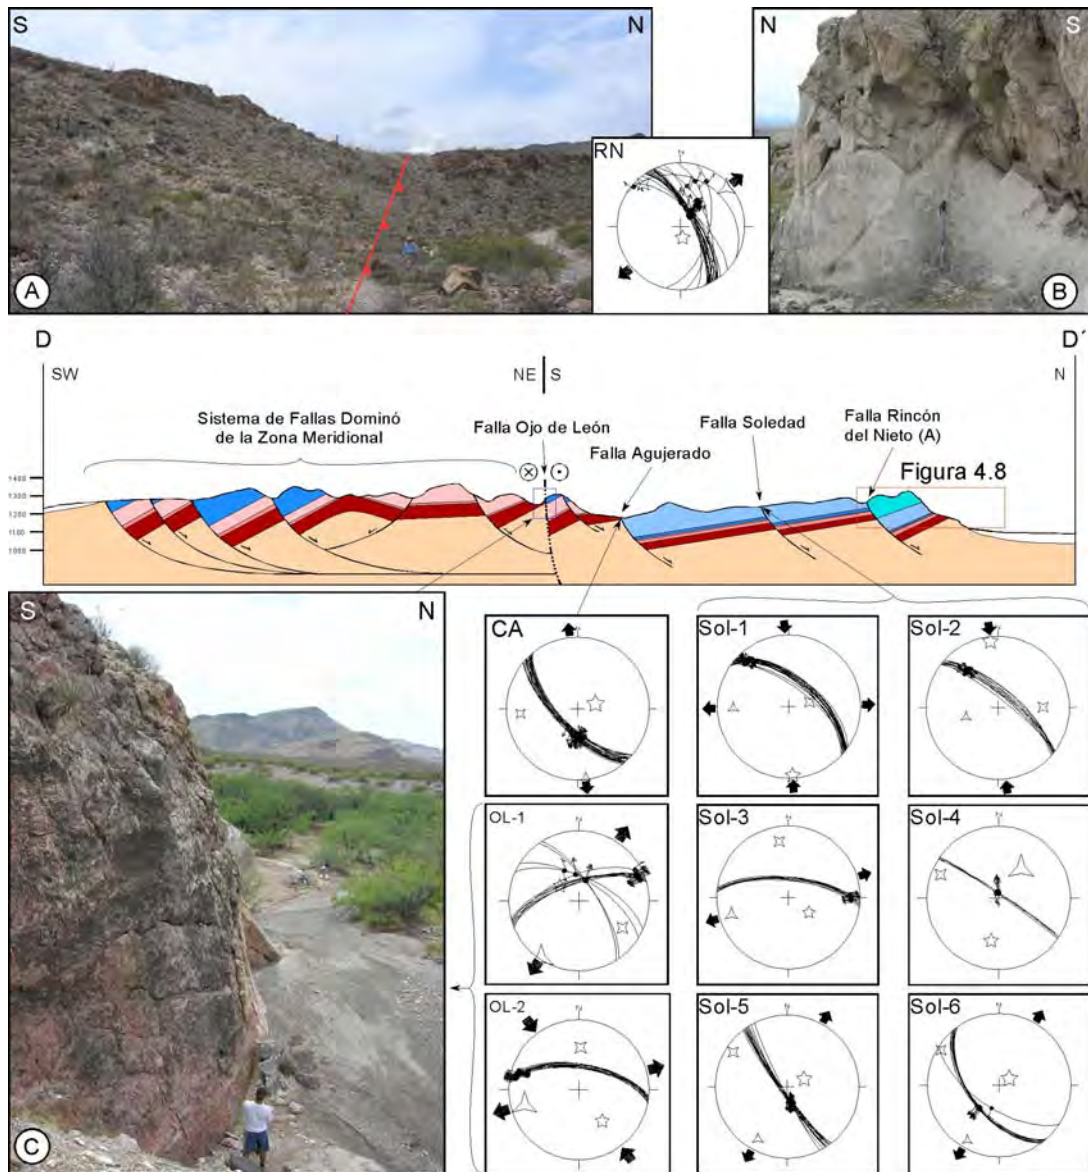 S
N
N
S
RN
N
A
B
D
D´
SW
NE
S
N
Sistema de Fallas Dominó
de la Zona Meridional
Falla Ojo de León
Falla Agujerado
Falla Soledad
Falla Rincón
del Nieto (A)
Figura 4.8
1400
1300
1200
1100
1000
S
N
C
CA
N
Sol-1
N
Sol-2
N
OL-1
N
Sol-3
N
Sol-4
N
OL-2
N
Sol-5
N
Sol-6
N